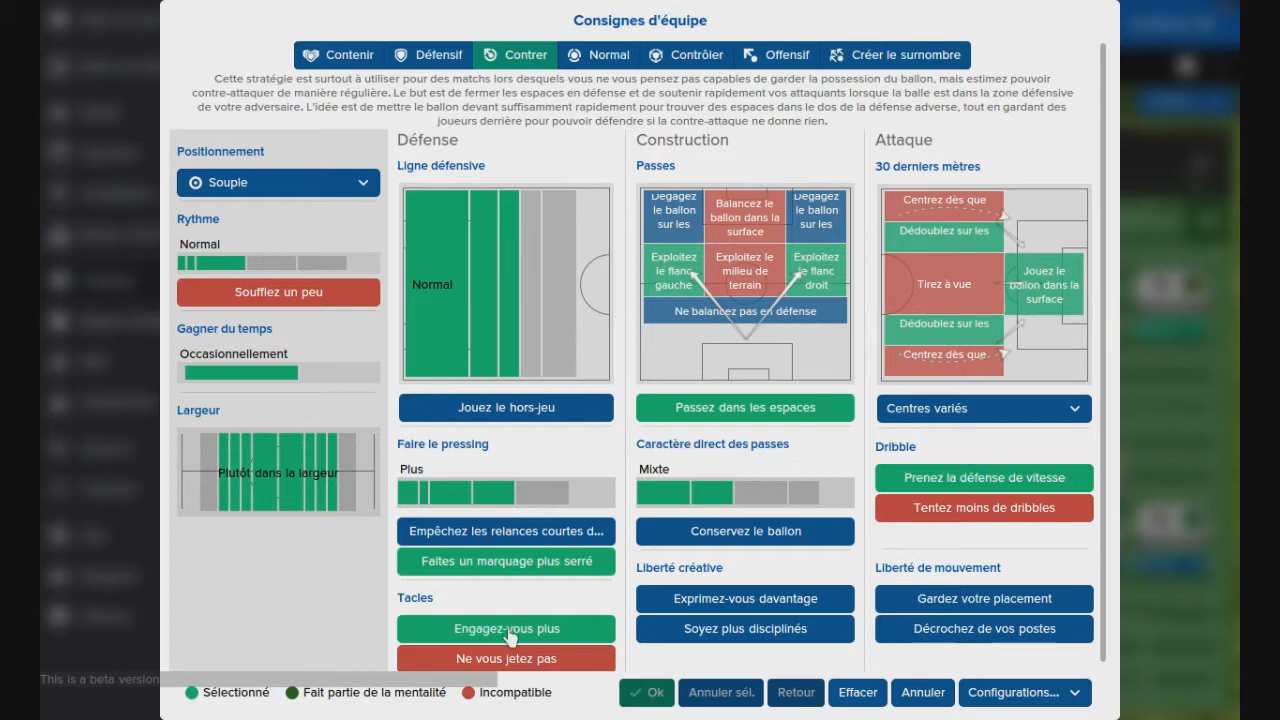 Consignes d'équipe
Contenir
Défensif
Contrer
Normal
Contrôler
Offensif
Créer le surnombre
Cette stratégie est surtout à utiliser pour des matchs lors desquels vous ne vous pensez pas capables de garder la possession du ballon, mais estimez pouvoir
contre-attaquer de manière régulière. Le but est de fermer les espaces en défense et de soutenir rapidement vos attaquants lorsque la balle est dans la zone défensive
de votre adversaire. L'idée est de mettre le ballon devant suffisamment rapidement pour trouver des espaces dans le dos de la défense adverse, tout en gardant des
joueurs derrière pour pouvoir défendre si la contre-attaque ne donne rien.
Positionnement
Souple
Rythme
Normal
Soufflez un peu
Gagner du temps
Occasionnellement
Largeur
Plutôt dans la largeur
Défense
Ligne défensive
Normal
Jouez le hors-jeu
Faire le pressing
Plus
Empêchez les relances courtes d...
Faites un marquage plus serré
Tacles
Engagez-vous plus
Ne vous jetez pas
Construction
Passes
Dégagez
le ballon
sur les
Balancez le
ballon dans la
surface
Dégagez
le ballon
sur les
Exploitez
le flanc
gauche
Exploitez le
milieu de
terrain
Exploitez
le flanc
droit
Ne balancez pas en défense
Passez dans les espaces
Caractère direct des passes
Mixte
Conservez le ballon
Liberté créative
Exprimez-vous davantage
Soyez plus disciplinés
Attaque
30 derniers mètres
Centrez dès que
Dédoublez sur les
Tirez à vue
Jouez le
ballon dans la
surface
Dédoublez sur les
Centrez dès que
Centres variés
Dribble
Prenez la défense de vitesse
Tentez moins de dribbles
Liberté de mouvement
Gardez votre placement
Décrochez de vos postes
This is a beta version
Sélectionné
Fait partie de la mentalité
Incompatible
Ok
Annuler sél.
Retour
Effacer
Annuler
Configurations...